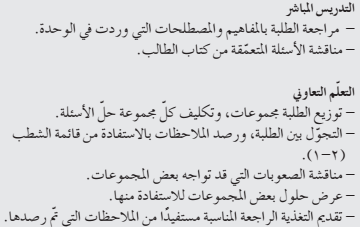 التدريس المباشر
– مراجعة الطلبة بالمفاهيم والمصطلحات التي وردت في الوحدة.
– مناقشة الأسئلة المتعمّقة من كتاب الطالب.
التعلّم التعاوني
– توزيع الطلبة مجموعات، وتكليف كلّ مجموعة حلّ الأسئلة.
– التجوّل بين الطلبة، ورصد الملاحظات بالاستفادة من قائمة الشطب
(٢–١).
– مناقشة الصعوبات التي قد تواجه بعض المجموعات.
– عرض حلول بعض المجموعات للاستفادة منها.
– تقديم التغذية الراجعة المناسبة مستفيدًا من الملاحظات التي تمّ رصدها.